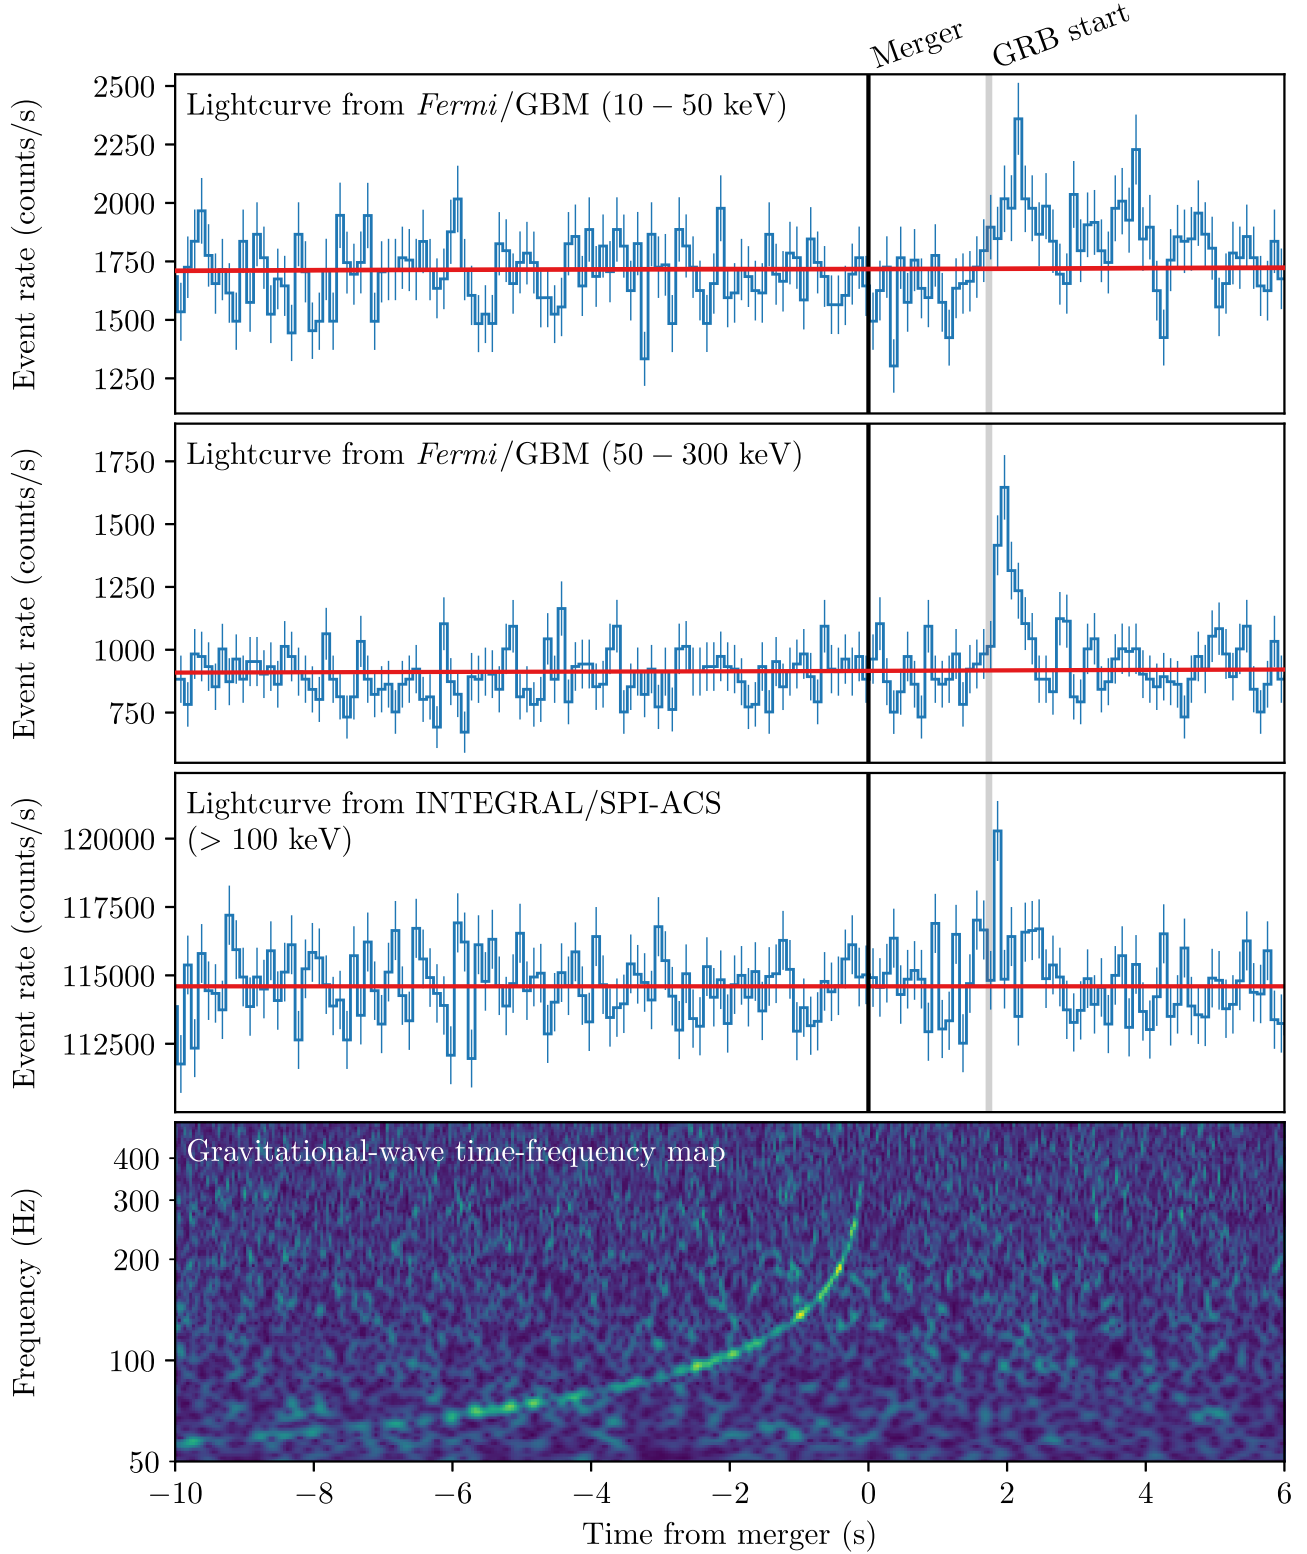 Merger GRB start
Lightcurve from Fermi/GBM (10 − 50 keV)
Event rate (counts/s)
2500
2250
2000
1750
1500
1250
Lightcurve from Fermi/GBM (50 − 300 keV)
Event rate (counts/s)
1750
1500
1250
1000
750
Lightcurve from INTEGRAL/SPI-ACS
(> 100 keV)
Event rate (counts/s)
120000
117500
115000
112500
Gravitational-wave time-frequency map
Frequency (Hz)
400
300
200
100
50
−10 −8 −6 −4 −2 0 2 4 6
Time from merger (s)